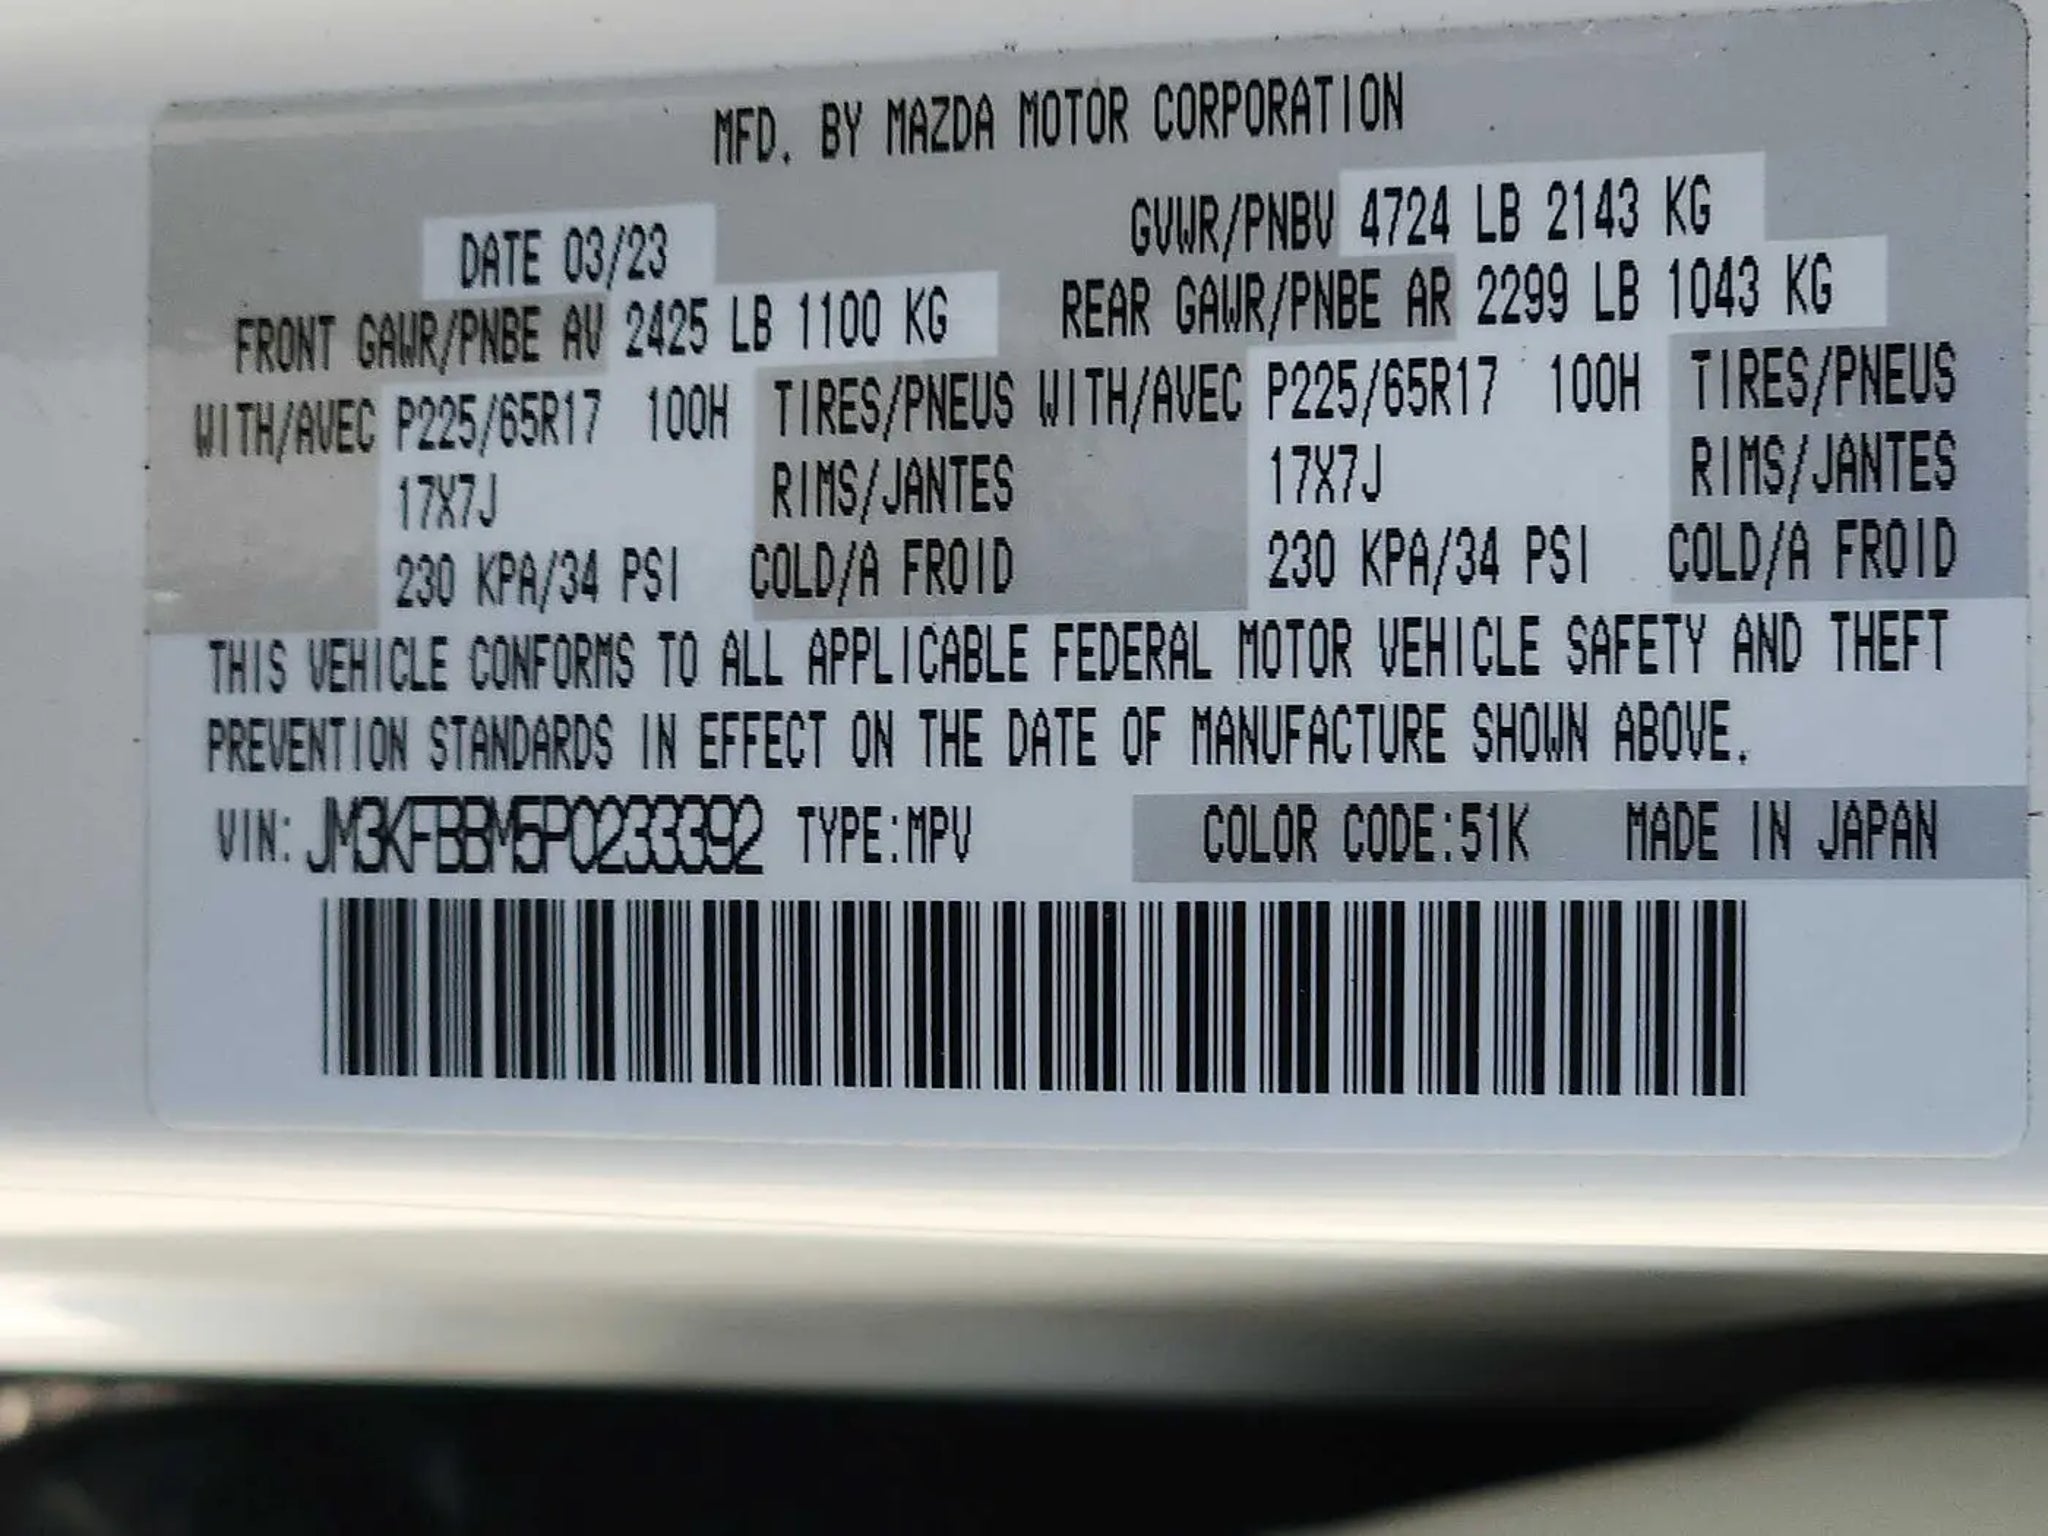 MFD. BY MAZDA MOTOR CORPORATION
DATE 03/23 GVWR/PNBV 4724 LB 2143 KG
FRONT GAWR/PNBE AV 2425 LB 1100 KG REAR GAWR/PNBE AR 2299 LB 1043 KG
WITH/AVEC P225/65R17 100H TIRES/PNEUS WITH/AVEC P225/65R17 100H TIRES/PNEUS
17X7J RIMS/JANTES 17X7J RIMS/JANTES
230 KPA/34 PSI COLD/A FROID 230 KPA/34 PSI COLD/A FROID
THIS VEHICLE CONFORMS TO ALL APPLICABLE FEDERAL MOTOR VEHICLE SAFETY AND THEFT
PREVENTION STANDARDS IN EFFECT ON THE DATE OF MANUFACTURE SHOWN ABOVE.
VIN: JM3KFBBM5P0233392 TYPE:MPV COLOR CODE:51K MADE IN JAPAN